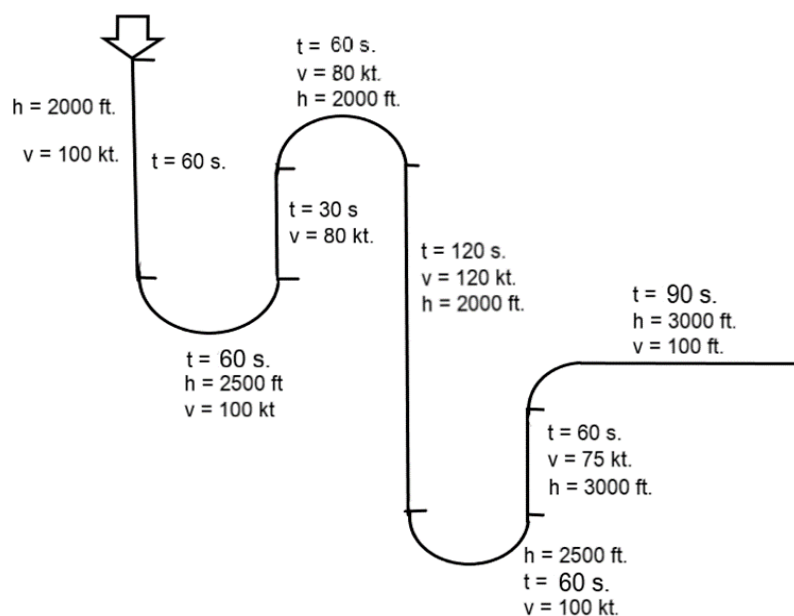 h = 2000 ft.
v = 100 kt.
t = 60 s.
t = 60 s.
h = 2500 ft
v = 100 kt
t = 30 s
v = 80 kt.
t = 60 s.
v = 80 kt.
h = 2000 ft.
t = 120 s.
v = 120 kt.
h = 2000 ft.
h = 2500 ft.
t = 60 s.
v = 100 kt.
t = 60 s.
v = 75 kt.
h = 3000 ft.
t = 90 s.
h = 3000 ft.
v = 100 ft.